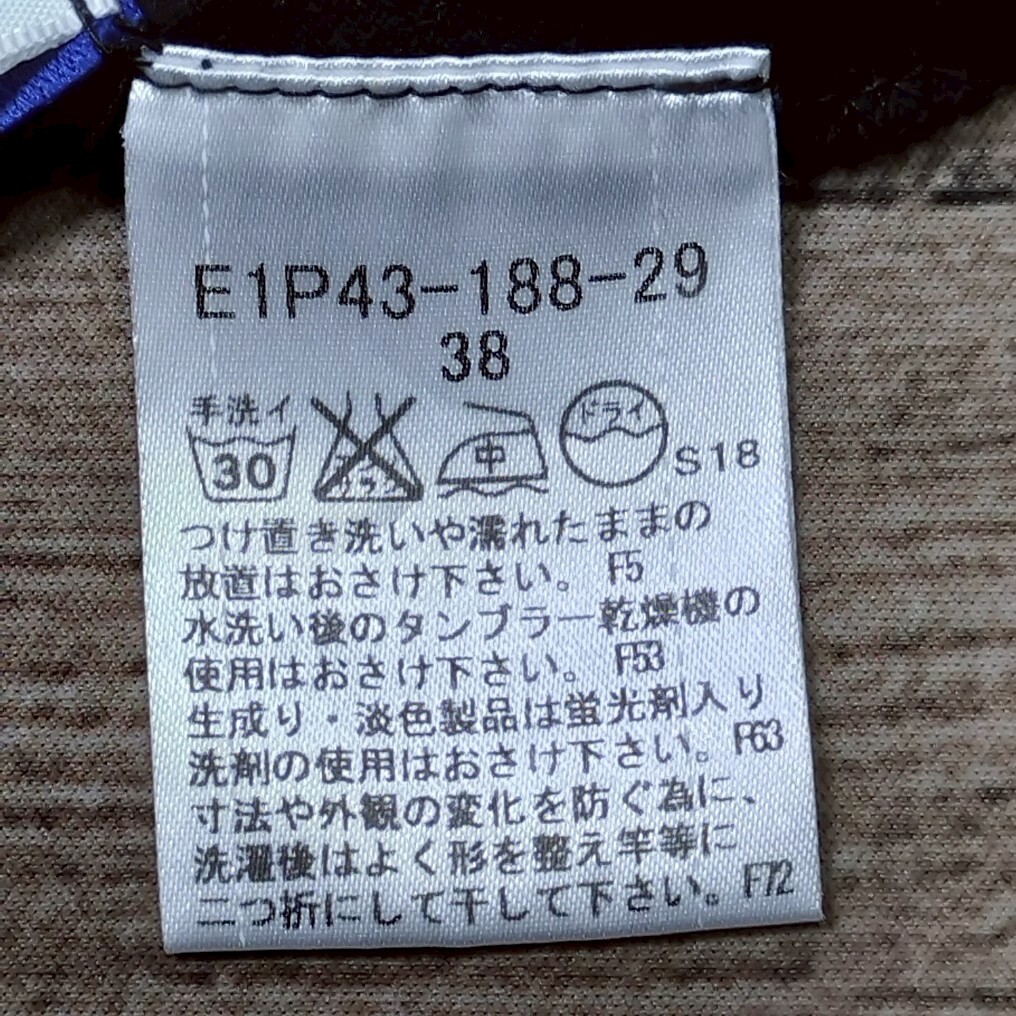 E1P43-188-29
38
手洗イ
30
中
ドライ
S18
つけ直き洗いや濡れたままの
放道はおさけ下さい。 F5
水洗い後のタンブラー乾燥機の
使用はおさけ下さい。 F53
生成り・淡色製品は蛍光剤入り
洗剤の使用はおさけ下さい。 F63
寸法や外観の変化を防ぐ為に、
洗濯後はよく形を整え竿等に
二つ折にして干して下さい。 F72